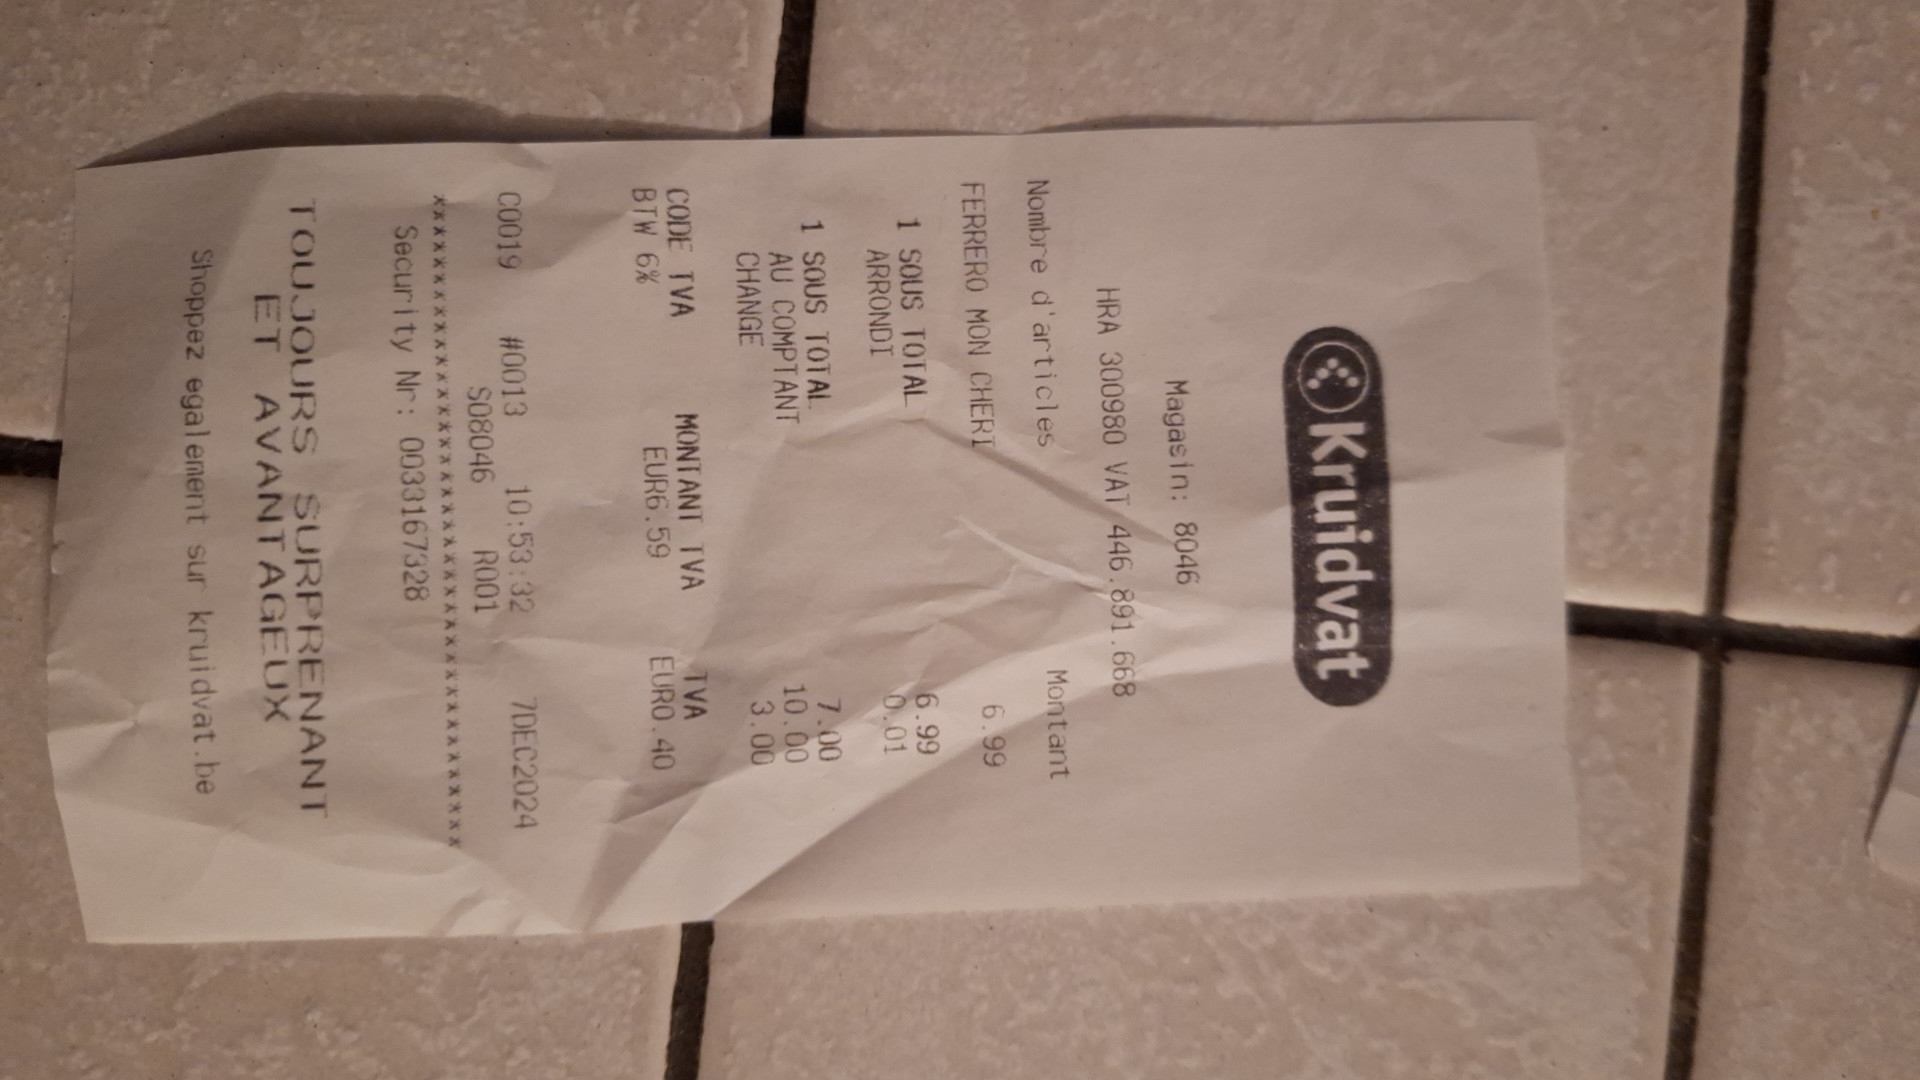 Kruidvat
Magasin: 8046
HRA 300980 VAT 446.891.668
Nombre d'articles Montant
FERRERO MON CHERI 6.99
1 SOUS TOTAL 6.99
ARRONDI 0.01
1 SOUS TOTAL 7.00
AU COMPTANT 10.00
CHANGE 3.00
CODE TVA MONTANT TVA TVA
BTW 6% EUR6.59 EUR0.40
C0019 #0013 10:53:32 7DEC2024
S08046 R001
******************************************
Security Nr: 0033167328
TOUJOURS SURPRENANT
ET AVANTAGEUX
Shoppez egalement sur kruidvat.be